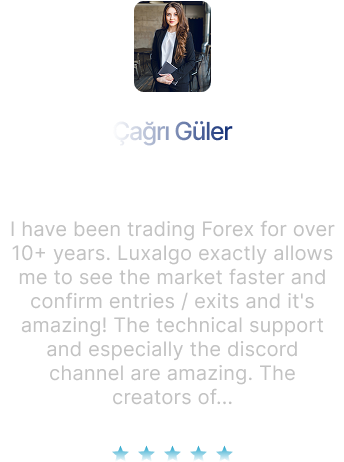 Çağrı Güler
I have been trading Forex for over
10+ years. Luxalgo exactly allows
me to see the market faster and
confirm entries / exits and it's
amazing! The technical support
and especially the discord
channel are amazing. The
creators of...